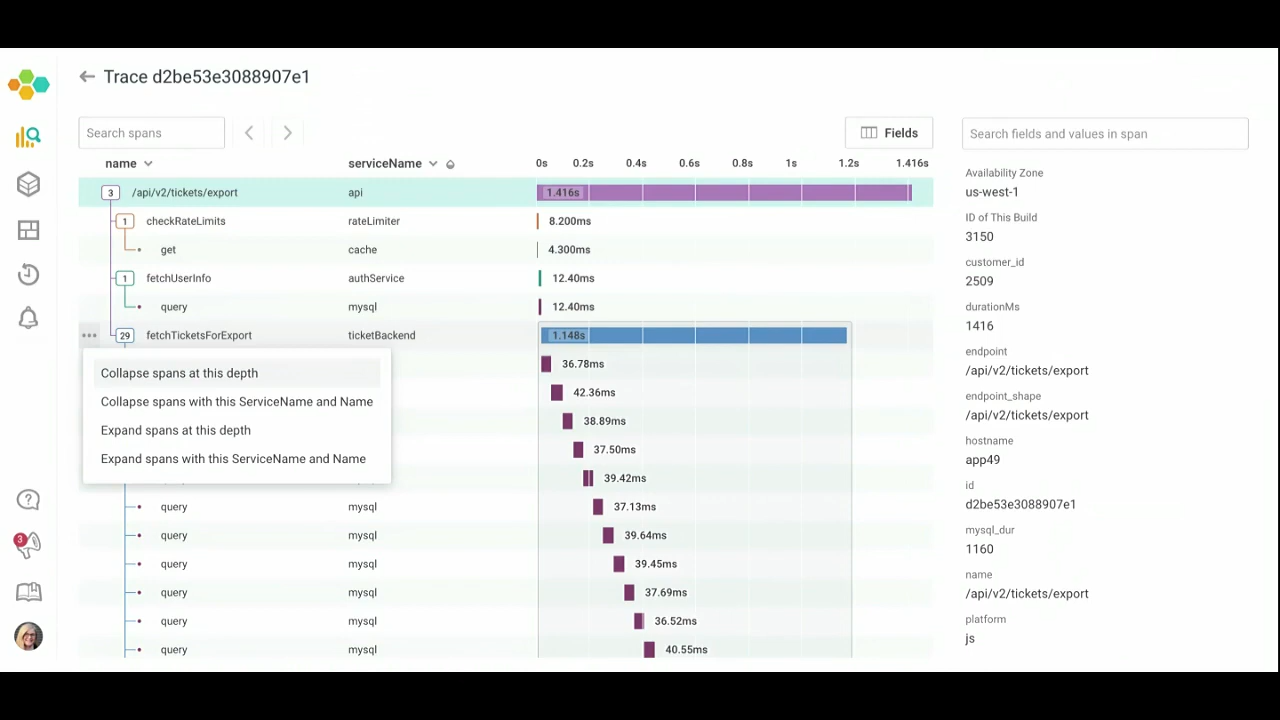 Trace d2be53e3088907e1
Search spans
Fields
Search fields and values in span
name serviceName 0s 0.2s 0.4s 0.6s 0.8s 1s 1.2s 1.416s
3 /api/v2/tickets/export api 1.416s
1 checkRateLimits rateLimiter 8.200ms
get cache 4.300ms
1 fetchUserInfo authService 12.40ms
query mysql 12.40ms
29 fetchTicketsForExport ticketBackend 1.148s
36.78ms
Collapse spans at this depth
42.36ms
Collapse spans with this ServiceName and Name
38.89ms
Expand spans at this depth
37.50ms
Expand spans with this ServiceName and Name
39.42ms
query mysql 37.13ms
query mysql 39.64ms
query mysql 39.45ms
query mysql 37.69ms
query mysql 36.52ms
query mysql 40.55ms
Availability Zone
us-west-1
ID of This Build
3150
customer_id
2509
durationMs
1416
endpoint
/api/v2/tickets/export
endpoint_shape
/api/v2/tickets/export
hostname
app49
id
d2be53e3088907e1
mysql_dur
1160
name
/api/v2/tickets/export
platform
js
3